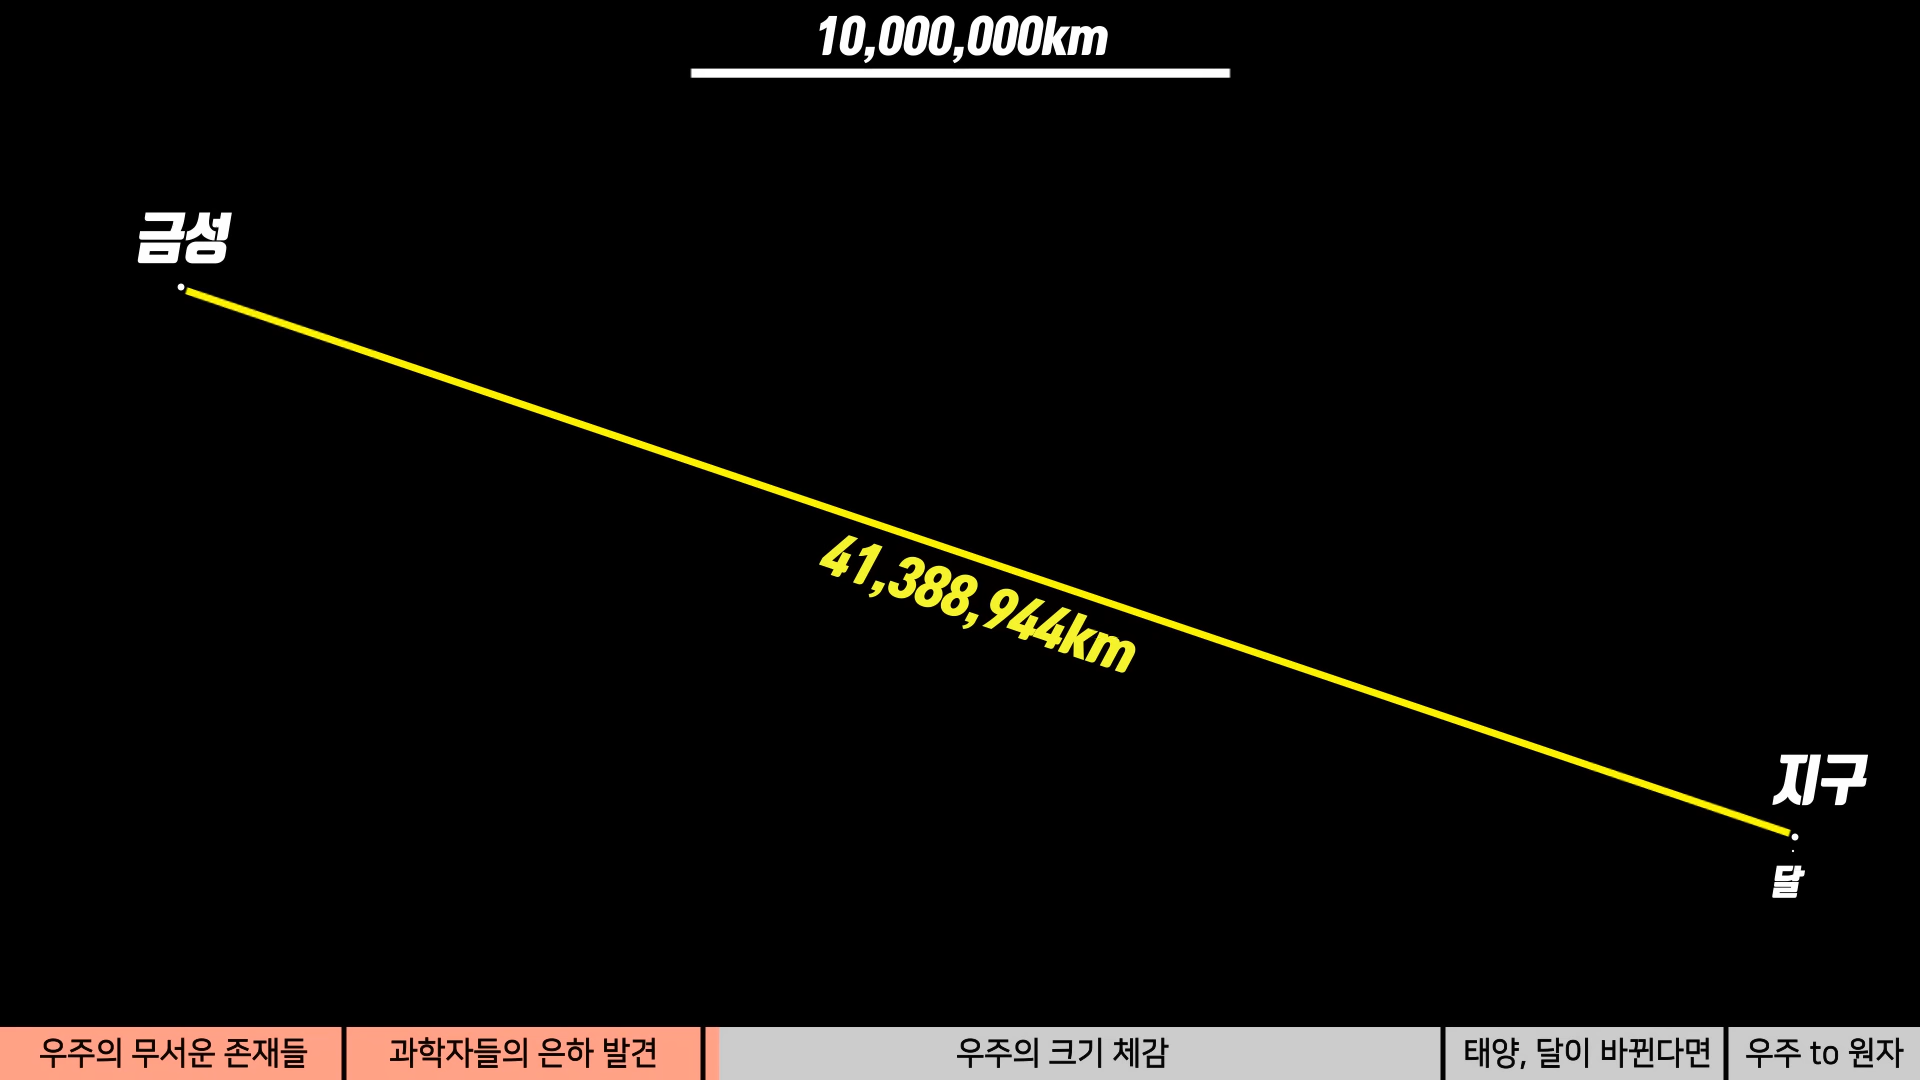 10,000,000km
금성
41,388,944km
지구
달
우주의 무서운 존재들
과학자들의 은하 발견
우주의 크기 체감
태양, 달이 바뀐다면
우주 to 원자